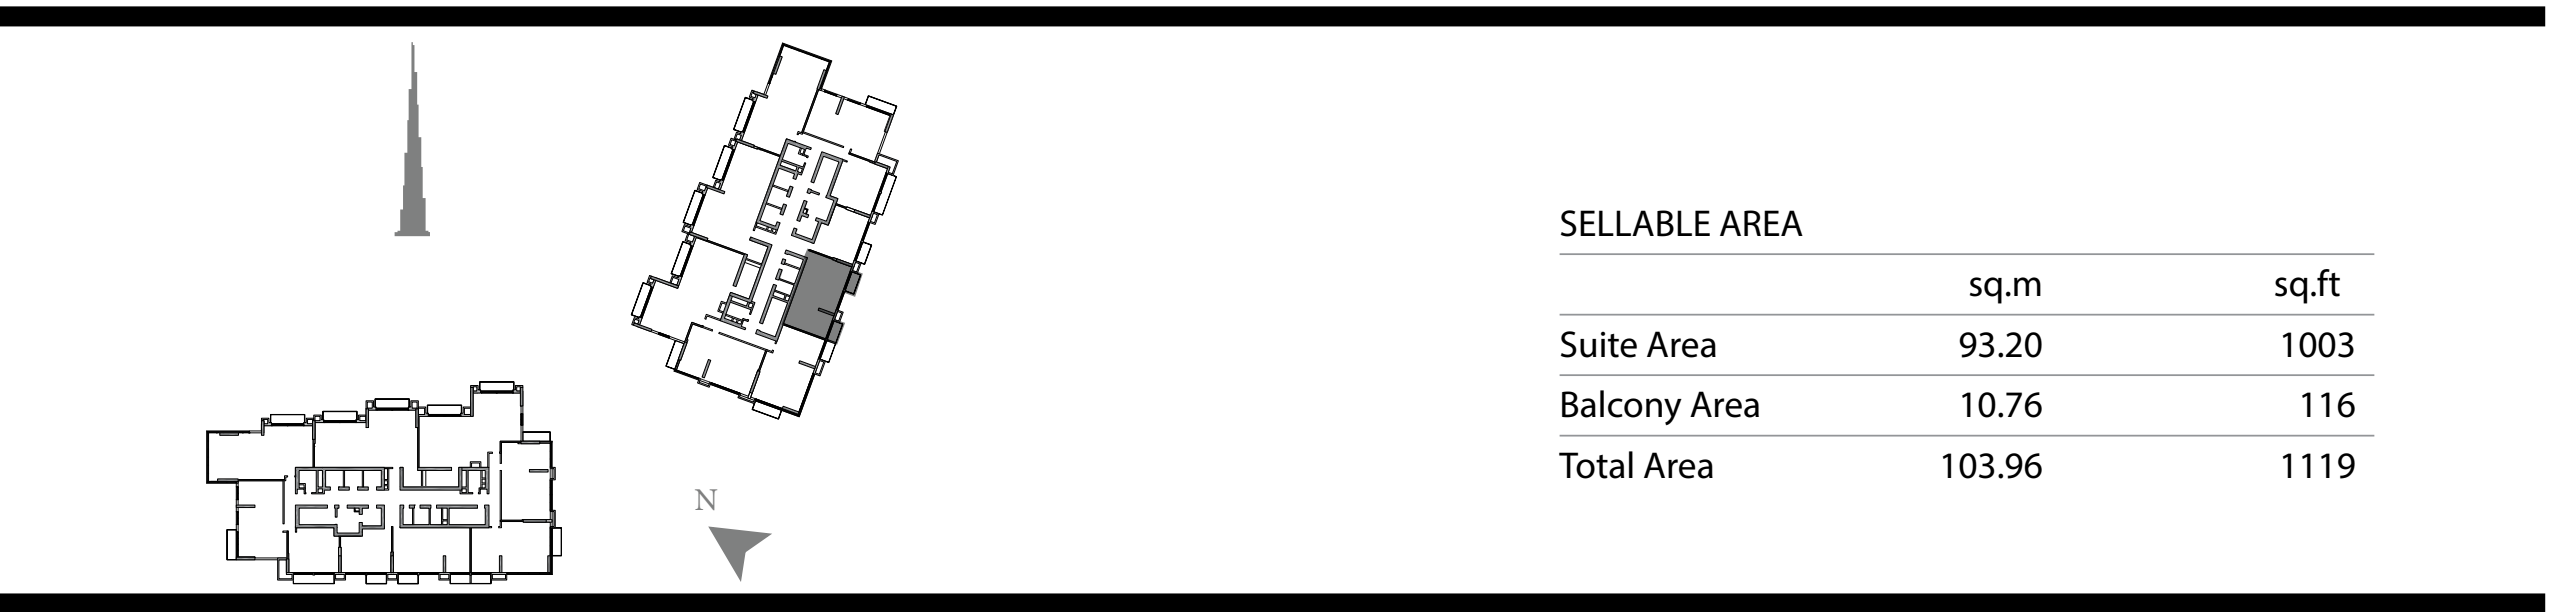 SELLABLE AREA
sq.m sq.ft
Suite Area 93.20 1003
Balcony Area 10.76 116
Total Area 103.96 1119
N